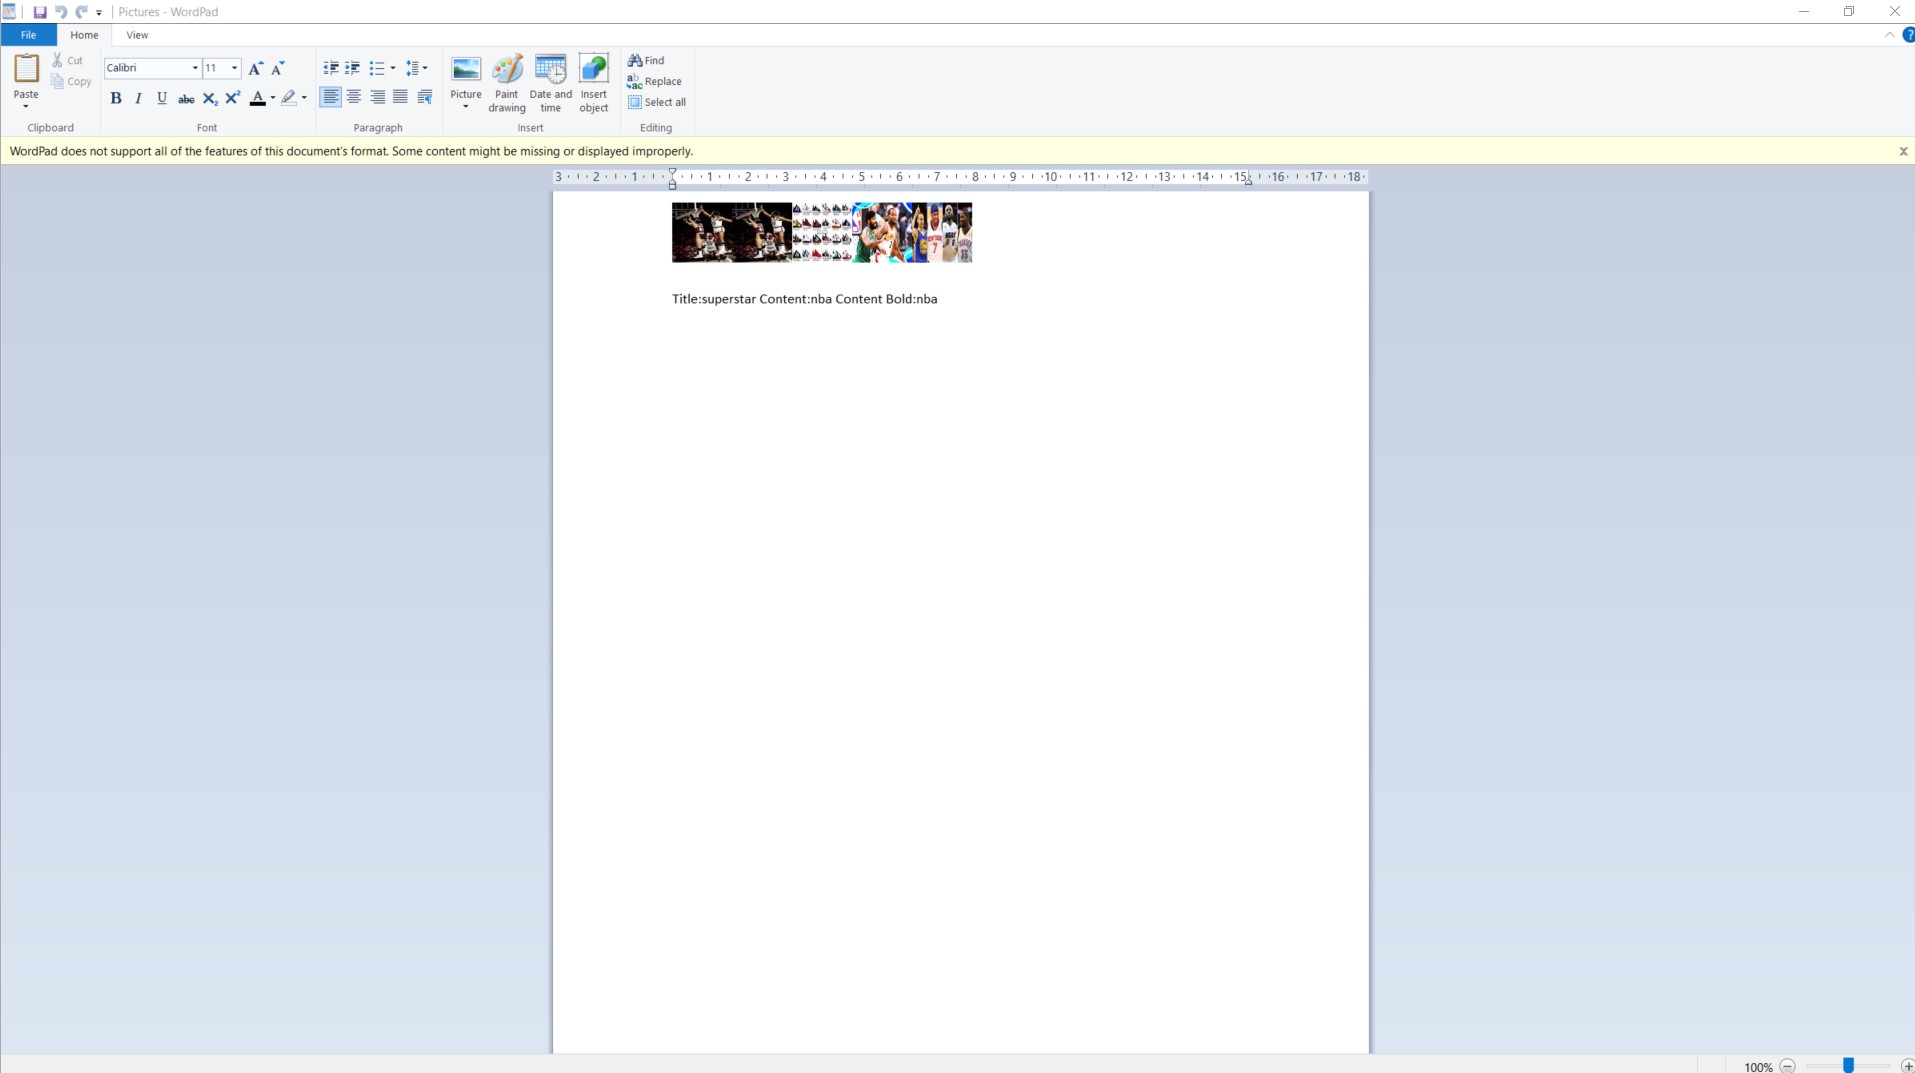 Pictures - WordPad
File Home View
Cut
Copy
Paste
Clipboard
Calibri 11
B I U abc X₂ X² A
Font
Paragraph
Picture
Paint drawing
Date and time
Insert object
Insert
Find
Replace
Select all
Editing
WordPad does not support all of the features of this document's format. Some content might be missing or displayed improperly.
3 2 1 1 2 3 4 5 6 7 8 9 10 11 12 13 14 15 16 17 18
Title:superstar Content:nba Content Bold:nba
100%